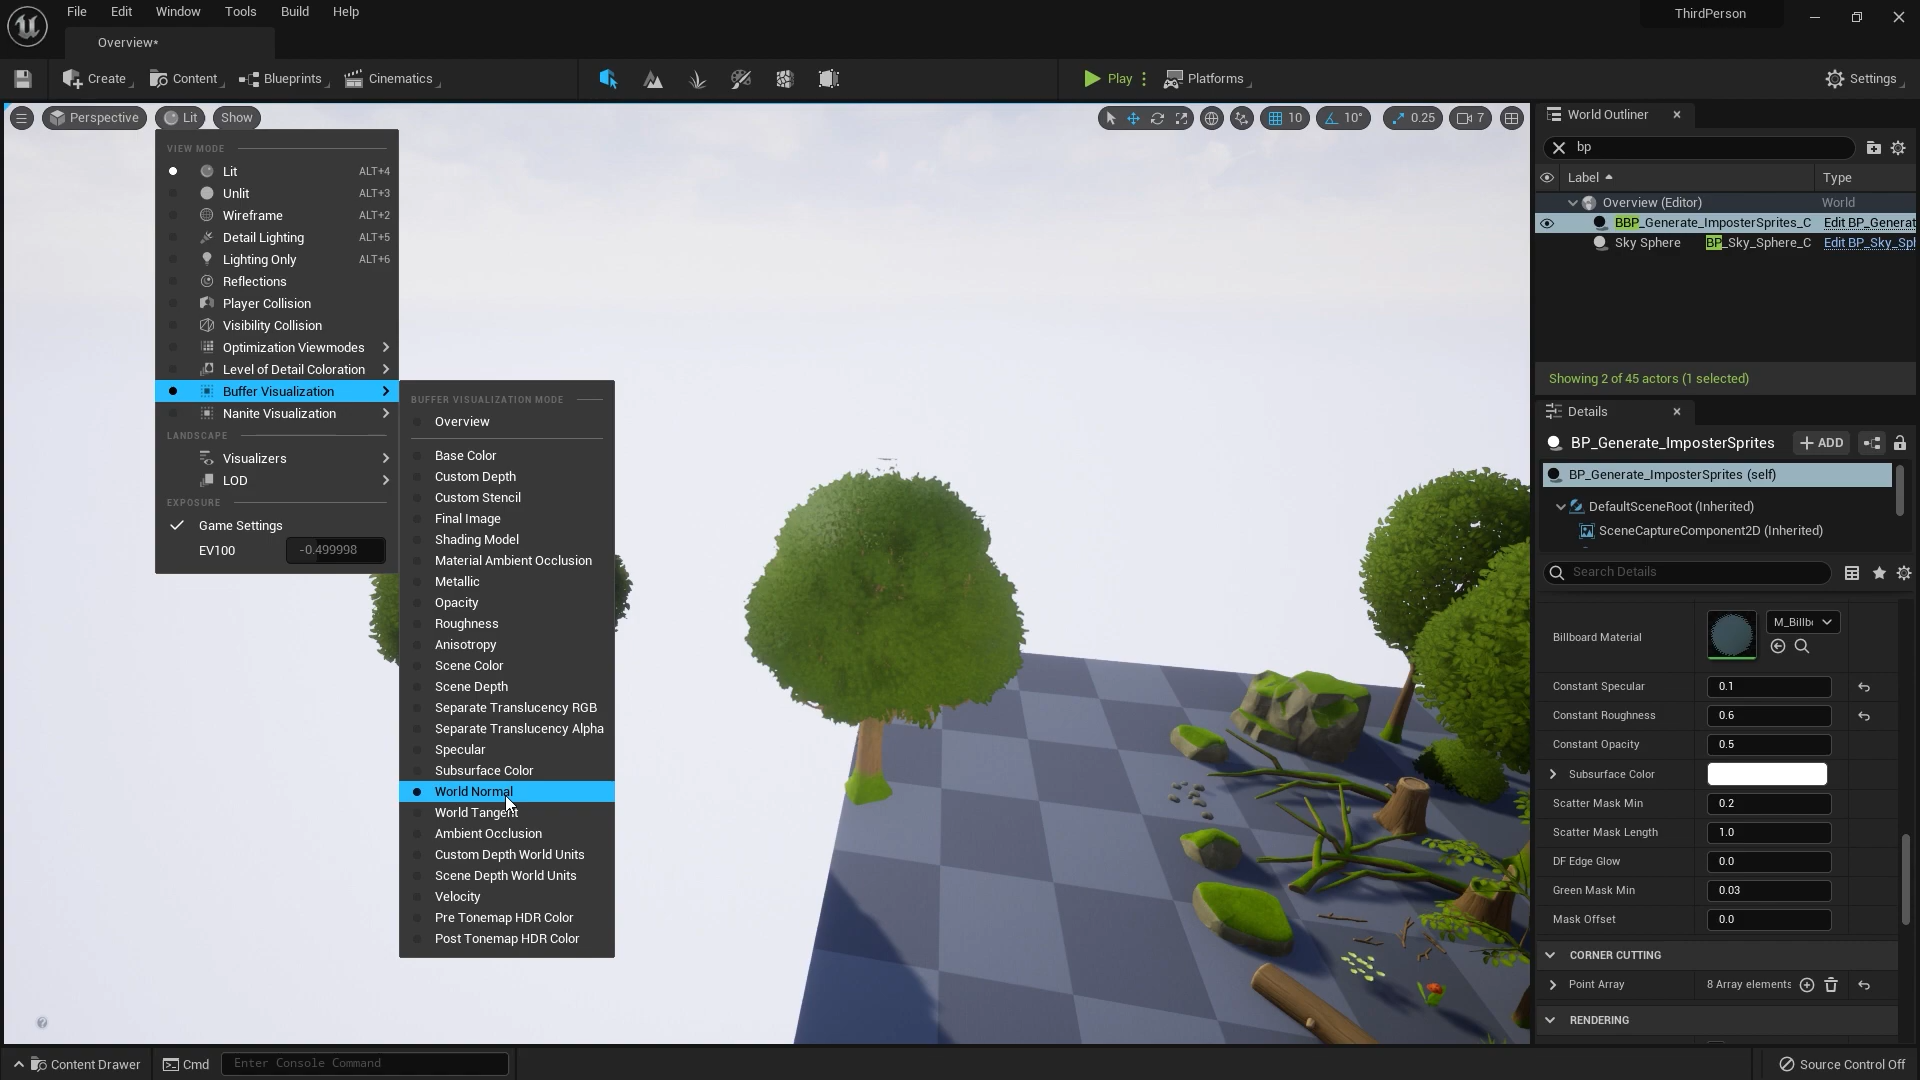 File Edit Window Tools Build Help
ThirdPerson
Overview*
Create Content Blueprints Cinematics Play Platforms Settings
Perspective Lit Show 10 10° 0.25 7
VIEW MODE
Lit ALT+4
Unlit ALT+3
Wireframe ALT+2
Detail Lighting ALT+5
Lighting Only ALT+6
Reflections
Player Collision
Visibility Collision
Optimization Viewmodes
Level of Detail Coloration
Buffer Visualization
Nanite Visualization
LANDSCAPE
Visualizers
LOD
EXPOSURE
Game Settings
EV100 -0.499998
BUFFER VISUALIZATION MODE
Overview
Base Color
Custom Depth
Custom Stencil
Final Image
Shading Model
Material Ambient Occlusion
Metallic
Opacity
Roughness
Anisotropy
Scene Color
Scene Depth
Separate Translucency RGB
Separate Translucency Alpha
Specular
Subsurface Color
World Normal
World Tangent
Ambient Occlusion
Custom Depth World Units
Scene Depth World Units
Velocity
Pre Tonemap HDR Color
Post Tonemap HDR Color
World Outliner
bp
Label Type
Overview (Editor) World
BBP_Generate_ImposterSprites_C Edit BP_Generat
Sky Sphere BP_Sky_Sphere_C Edit BP_Sky_Spl
Showing 2 of 45 actors (1 selected)
Details
BP_Generate_ImposterSprites ADD
BP_Generate_ImposterSprites (self)
DefaultSceneRoot (Inherited)
SceneCaptureComponent2D (Inherited)
Search Details
M_Billb
Billboard Material
Constant Specular 0.1
Constant Roughness 0.6
Constant Opacity 0.5
Subsurface Color
Scatter Mask Min 0.2
Scatter Mask Length 1.0
DF Edge Glow 0.0
Green Mask Min 0.03
Mask Offset 0.0
CORNER CUTTING
Point Array 8 Array elements
RENDERING
Content Drawer Cmd Enter Console Command Source Control Off